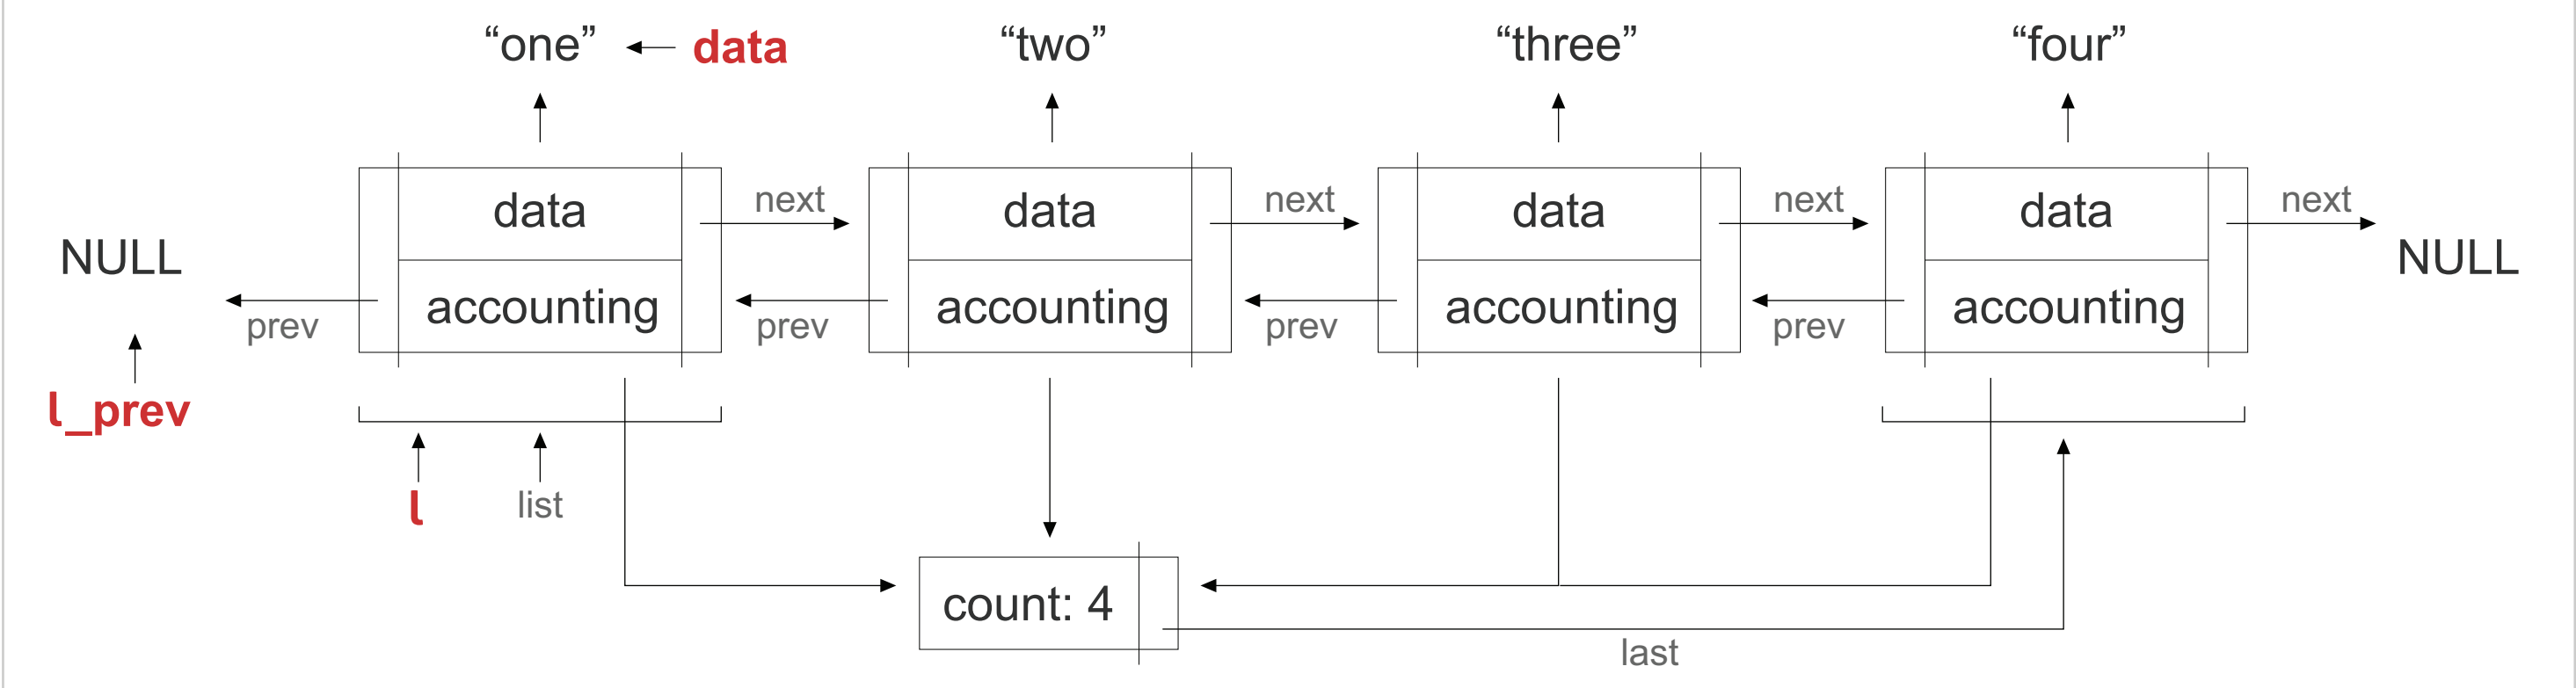 “one” data “two” “three” “four”
data next data next data next data next
NULL NULL
accounting accounting accounting accounting
prev prev prev prev
l_prev
l list
count: 4
last